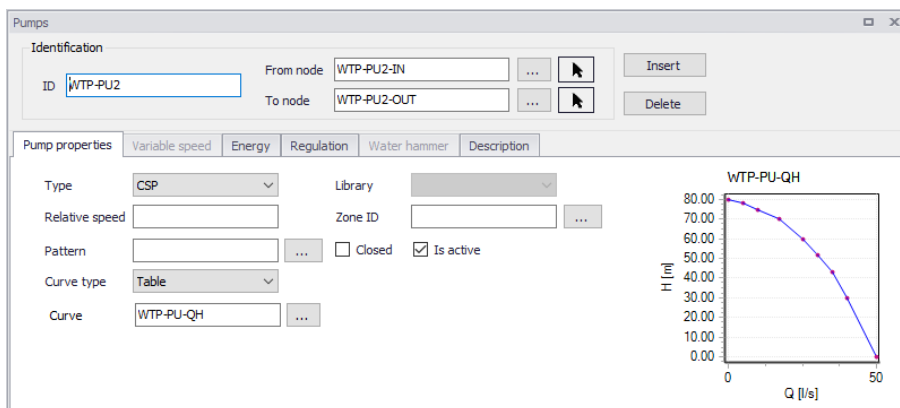 Pumps
Identification
ID WTP-PU2
From node WTP-PU2-IN ... Insert
To node WTP-PU2-OUT ... Delete
Pump properties Variable speed Energy Regulation Water hammer Description
Type CSP Library
Relative speed Zone ID ...
Pattern ... Closed Is active
Curve type Table
Curve WTP-PU-QH ...
WTP-PU-QH
H [m]
80.00
70.00
60.00
50.00
40.00
30.00
20.00
10.00
0.00
0 50
Q [l/s]